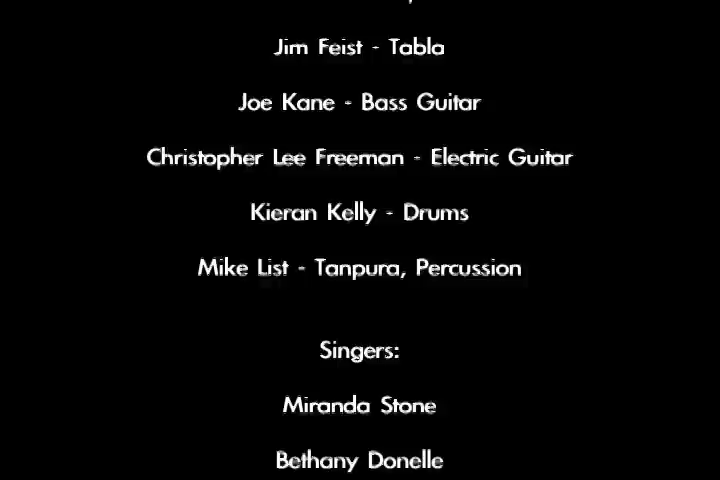 Jim Feist - Tabla
Joe Kane - Bass Guitar
Christopher Lee Freeman - Electric Guitar
Kieran Kelly - Drums
Mike List - Tanpura, Percussion
Singers:
Miranda Stone
Bethany Donelle